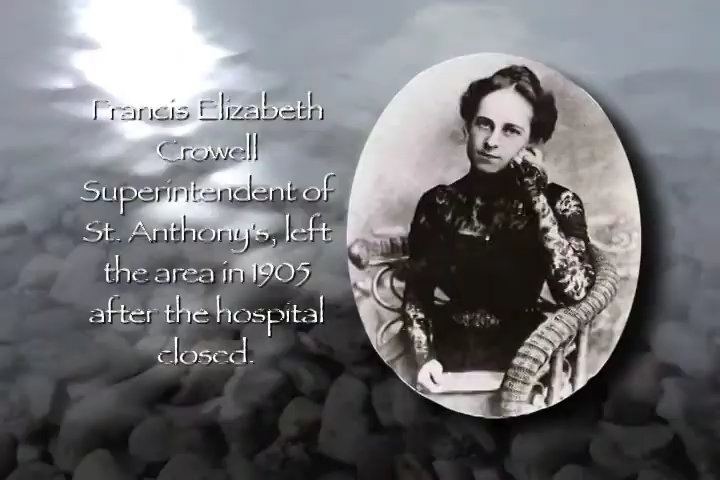 Francis Elizabeth
Crowell
Superintendent of
St. Anthony's, left
the area in 1905
after the hospital
closed.